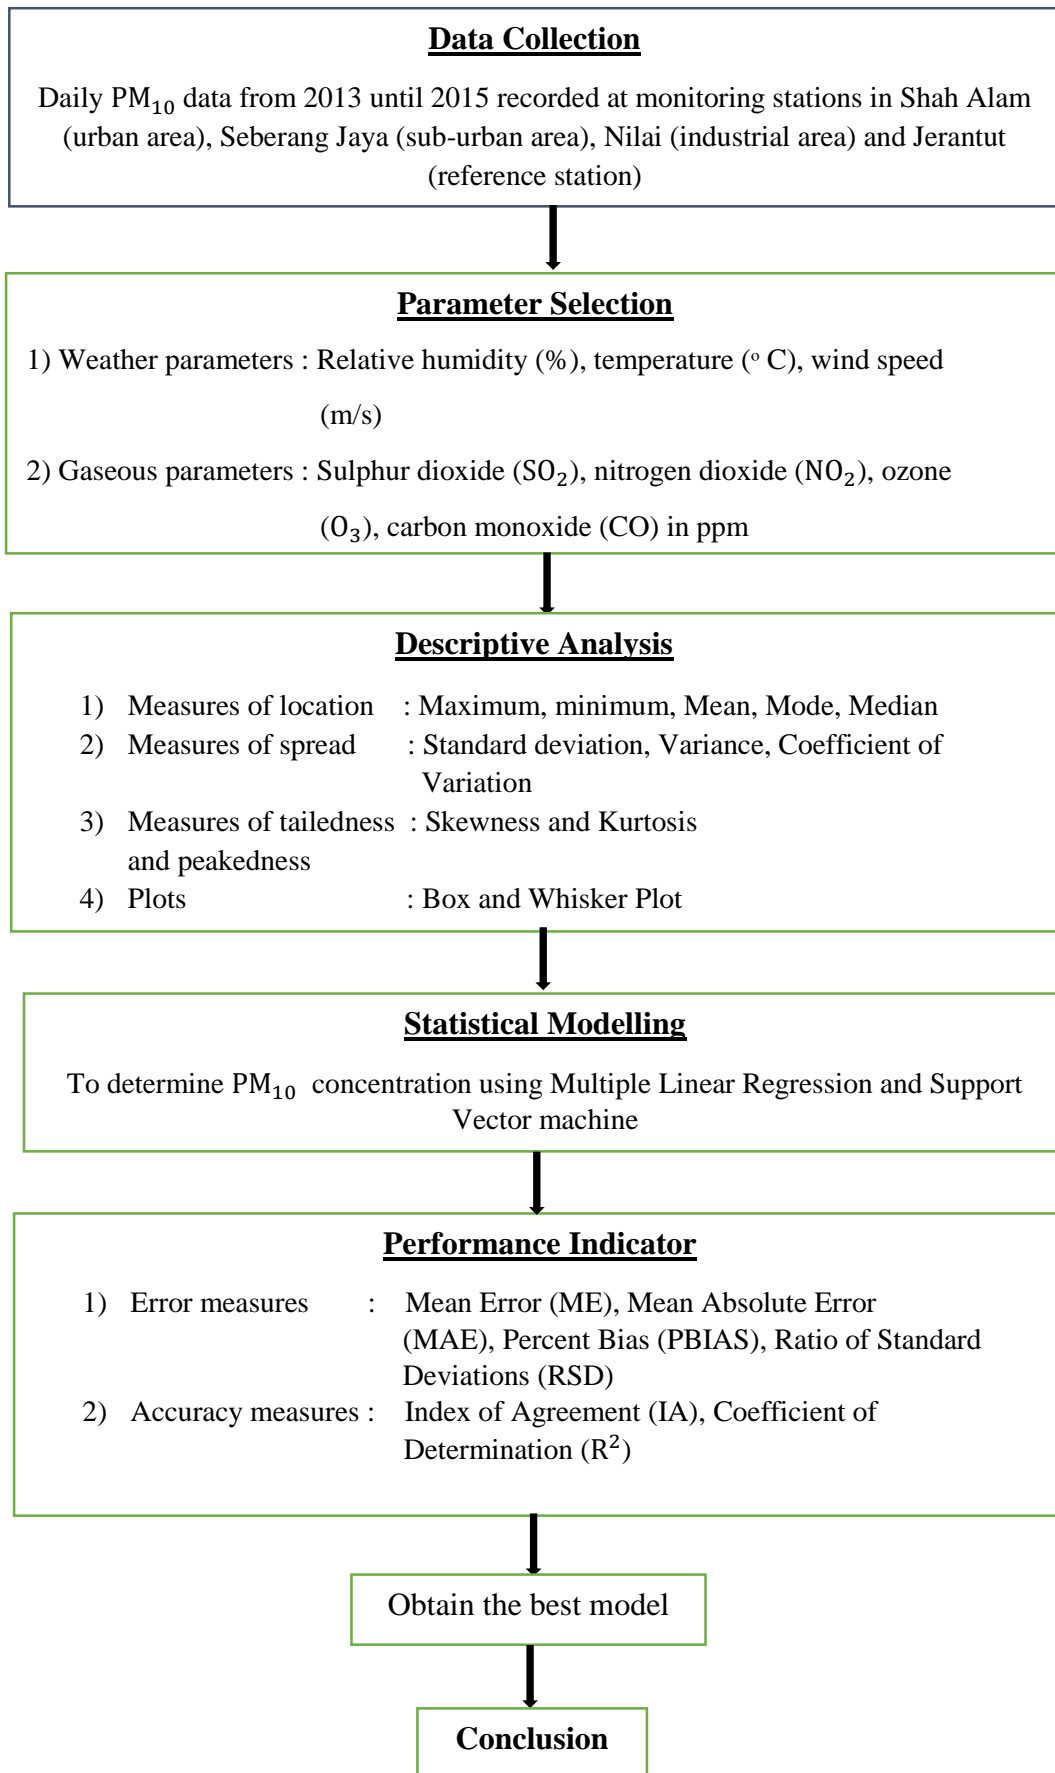 Data Collection
Daily PM₁₀ data from 2013 until 2015 recorded at monitoring stations in Shah Alam
(urban area), Seberang Jaya (sub-urban area), Nilai (industrial area) and Jerantut
(reference station)
Parameter Selection
1) Weather parameters : Relative humidity (%), temperature (° C), wind speed
(m/s)
2) Gaseous parameters : Sulphur dioxide (SO₂), nitrogen dioxide (NO₂), ozone
(O₃), carbon monoxide (CO) in ppm
Descriptive Analysis
1) Measures of location : Maximum, minimum, Mean, Mode, Median
2) Measures of spread : Standard deviation, Variance, Coefficient of
Variation
3) Measures of tailedness : Skewness and Kurtosis
and peakedness
4) Plots : Box and Whisker Plot
Statistical Modelling
To determine PM₁₀ concentration using Multiple Linear Regression and Support
Vector machine
Performance Indicator
1) Error measures : Mean Error (ME), Mean Absolute Error
(MAE), Percent Bias (PBIAS), Ratio of Standard
Deviations (RSD)
2) Accuracy measures : Index of Agreement (IA), Coefficient of
Determination (R²)
Obtain the best model
Conclusion